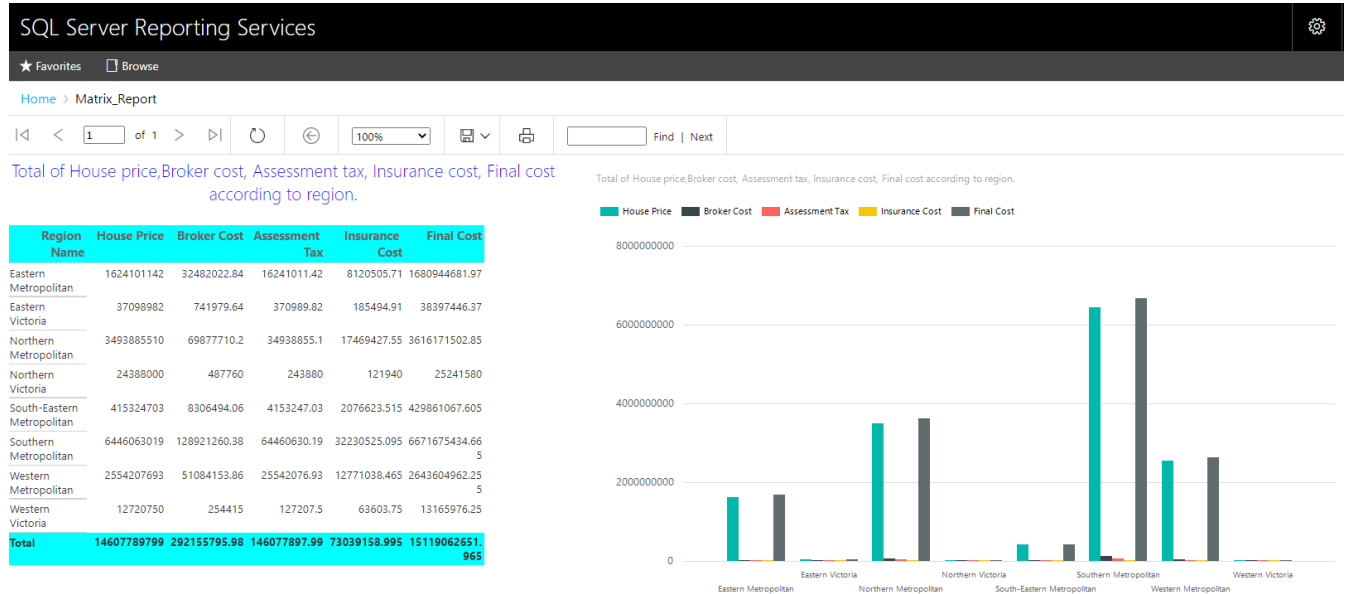 SQL Server Reporting Services
Favorites Browse
Home > Matrix_Report
1 of 1 100% Find | Next
Total of House price,Broker cost, Assessment tax, Insurance cost, Final cost
according to region.
Region House Price Broker Cost Assessment Insurance Final Cost
Name Tax Cost
Eastern 1624101142 32482022.84 16241011.42 8120505.71 1680944681.97
Metropolitan
Eastern 37098982 741979.64 370989.82 185494.91 38397446.37
Victoria
Northern 3493885510 69877710.2 34938855.1 17469427.55 3616171502.85
Metropolitan
Northern 24388000 487760 243880 121940 25241580
Victoria
South-Eastern 415324703 8306494.06 4153247.03 2076623.515 429861067.605
Metropolitan
Southern 6446063019 128921260.38 64460630.19 32230525.095 6671675434.66
Metropolitan 5
Western 2554207693 51084153.86 25542076.93 12771038.465 2643604962.25
Metropolitan 5
Western 12720750 254415 127207.5 63603.75 13165976.25
Victoria
Total 14607789799 292155795.98 146077897.99 73039158.995 15119062651.
965
Total of House price,Broker cost, Assessment tax, Insurance cost, Final cost according to region.
House Price Broker Cost Assessment Tax Insurance Cost Final Cost
8000000000
6000000000
4000000000
2000000000
0
Eastern Victoria Northern Victoria Southern Metropolitan Western Victoria
Eastern Metropolitan Northern Metropolitan South-Eastern Metropolitan Western Metropolitan